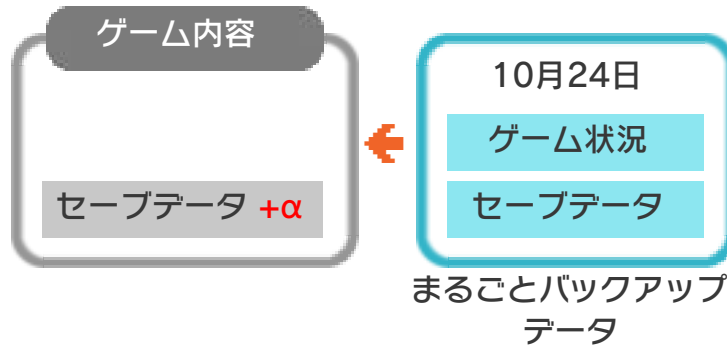 ゲーム内容
セーブデータ +α
10月24日
ゲーム状況
セーブデータ
まるごとバックアップ
データ